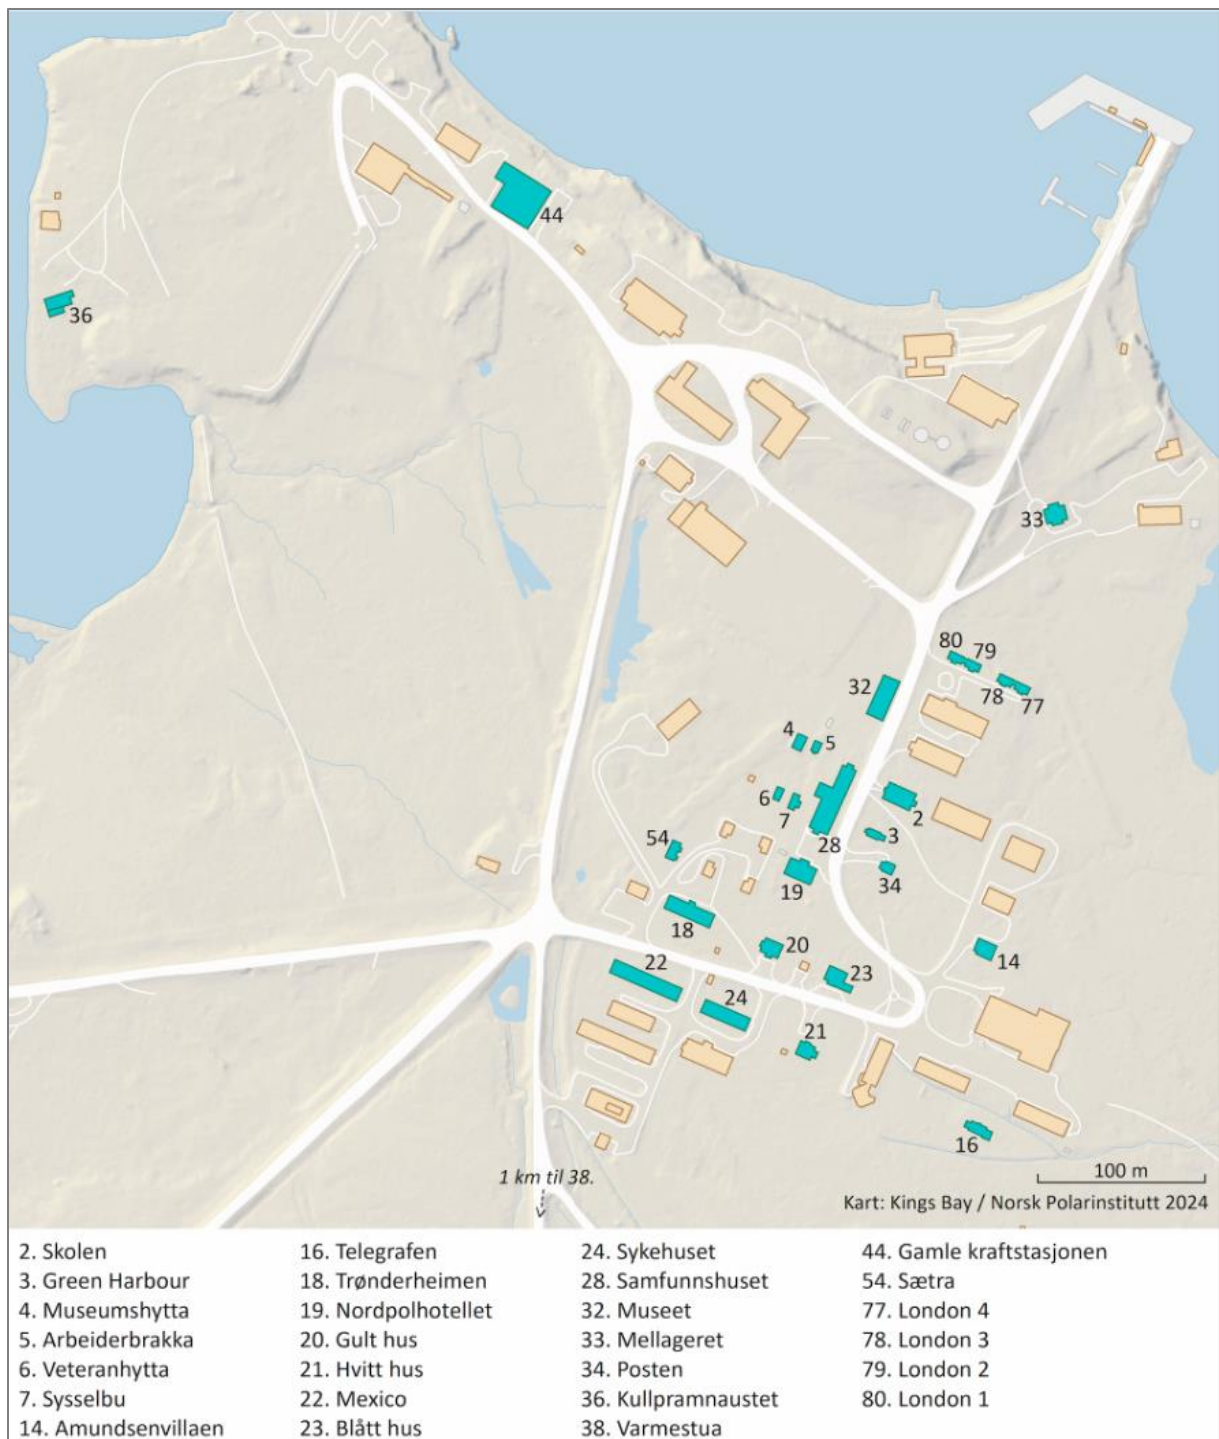 44
36
33
80
79
78
77
32
4
5
6
7
2
3
28
54
34
19
18
20
14
22
23
24
21
16
1 km til 38.
100 m
Kart: Kings Bay / Norsk Polarinstitutt 2024
2. Skolen
3. Green Harbour
4. Museumshytta
5. Arbeiderbrakka
6. Veteranhytta
7. Sysselbu
14. Amundsenvillaen
16. Telegrafen
18. Trønderheimen
19. Nordpolhotellet
20. Gult hus
21. Hvitt hus
22. Mexico
23. Blått hus
24. Sykehuset
28. Samfunnshuset
32. Museet
33. Mellageret
34. Posten
36. Kullpramnaustet
38. Varmestua
44. Gamle kraftstasjonen
54. Sætra
77. London 4
78. London 3
79. London 2
80. London 1